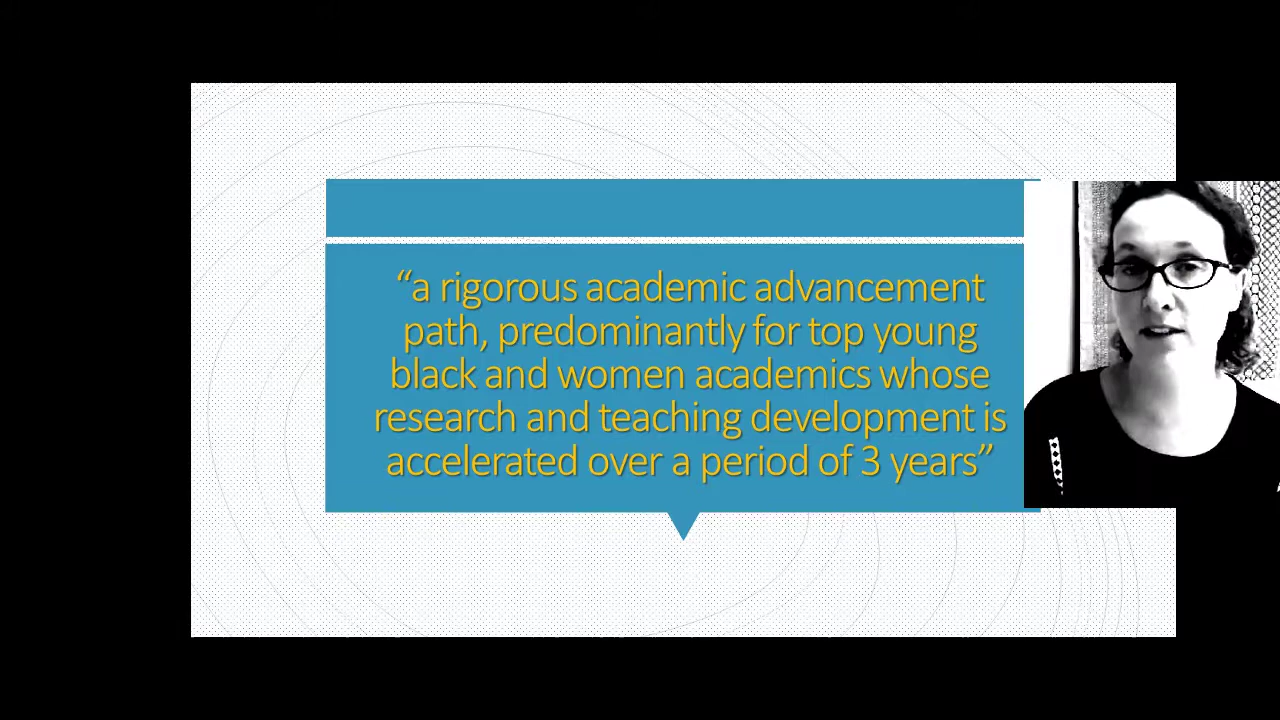 “a rigorous academic advancement
path, predominantly for top young
black and women academics whose
research and teaching development is
accelerated over a period of 3 years”